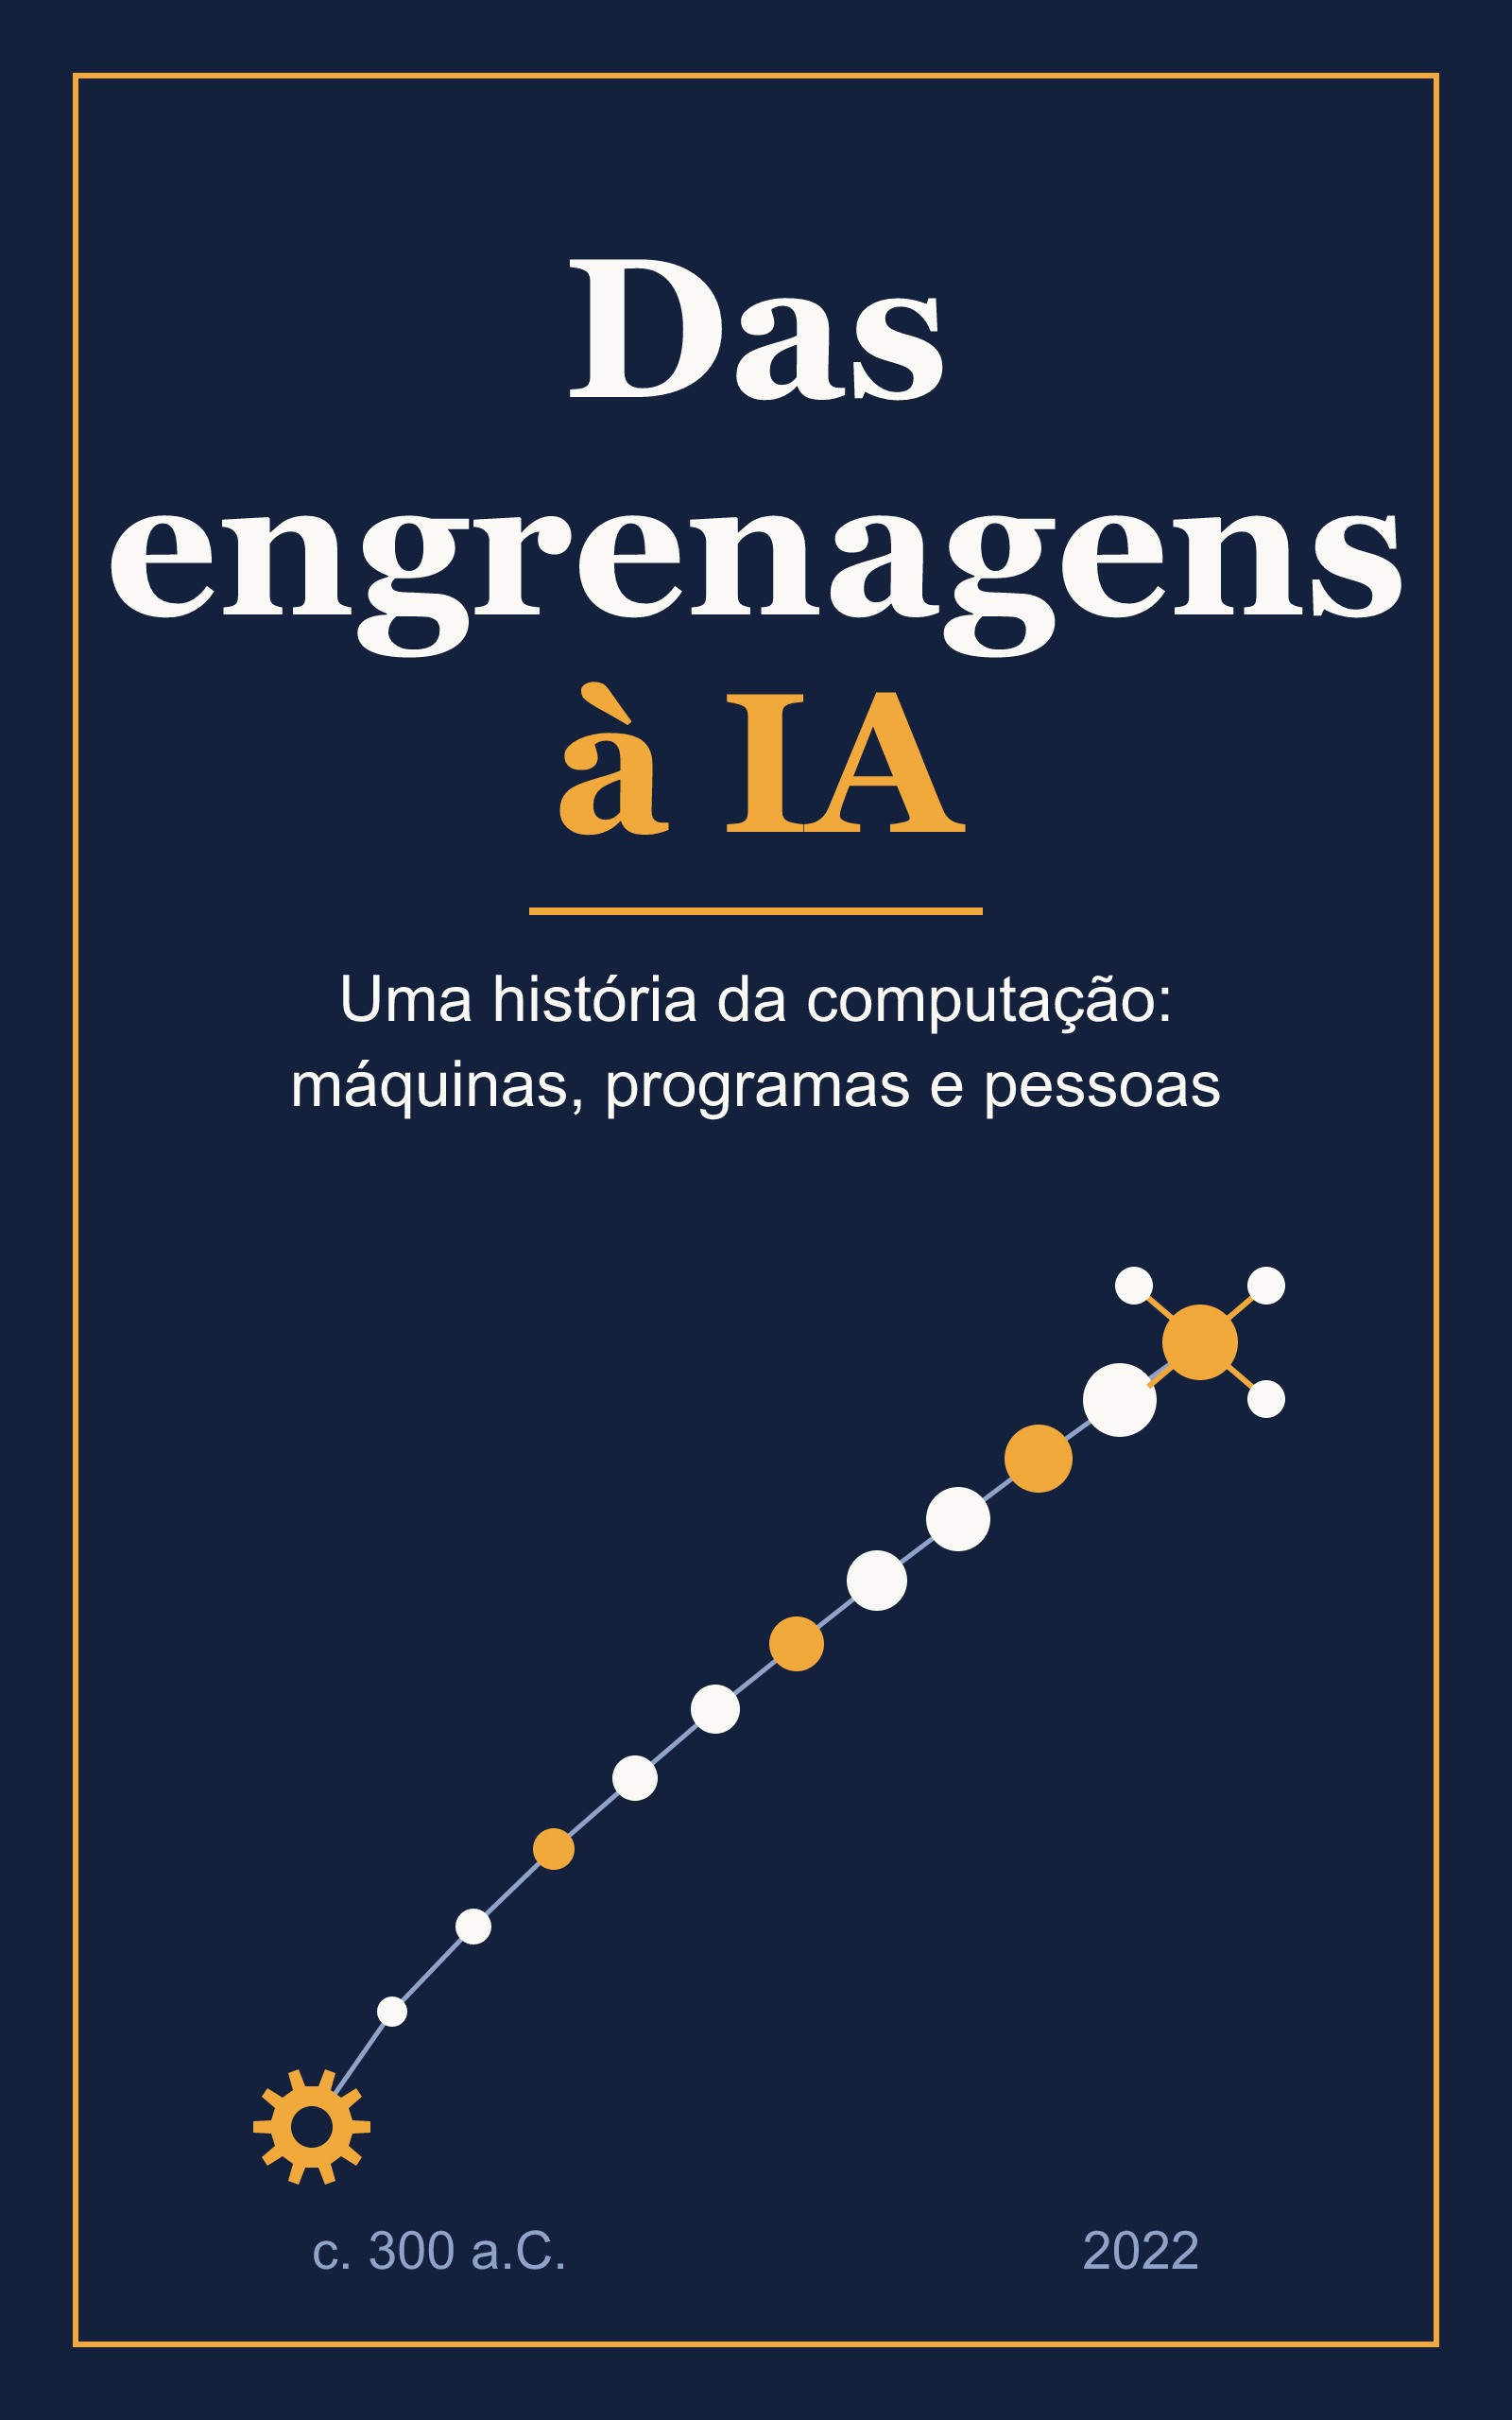 Das
engrenagens
à IA
Uma história da computação:
máquinas, programas e pessoas
c. 300 a.C.
2022